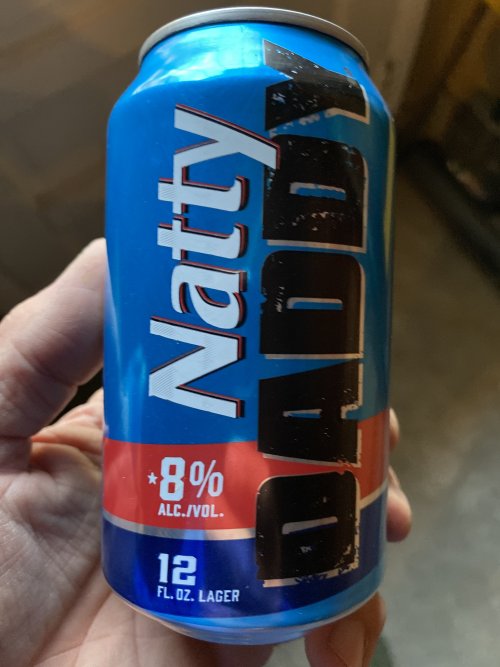 Natty
DADDY
8%
ALC./VOL.
12
FL. OZ. LAGER